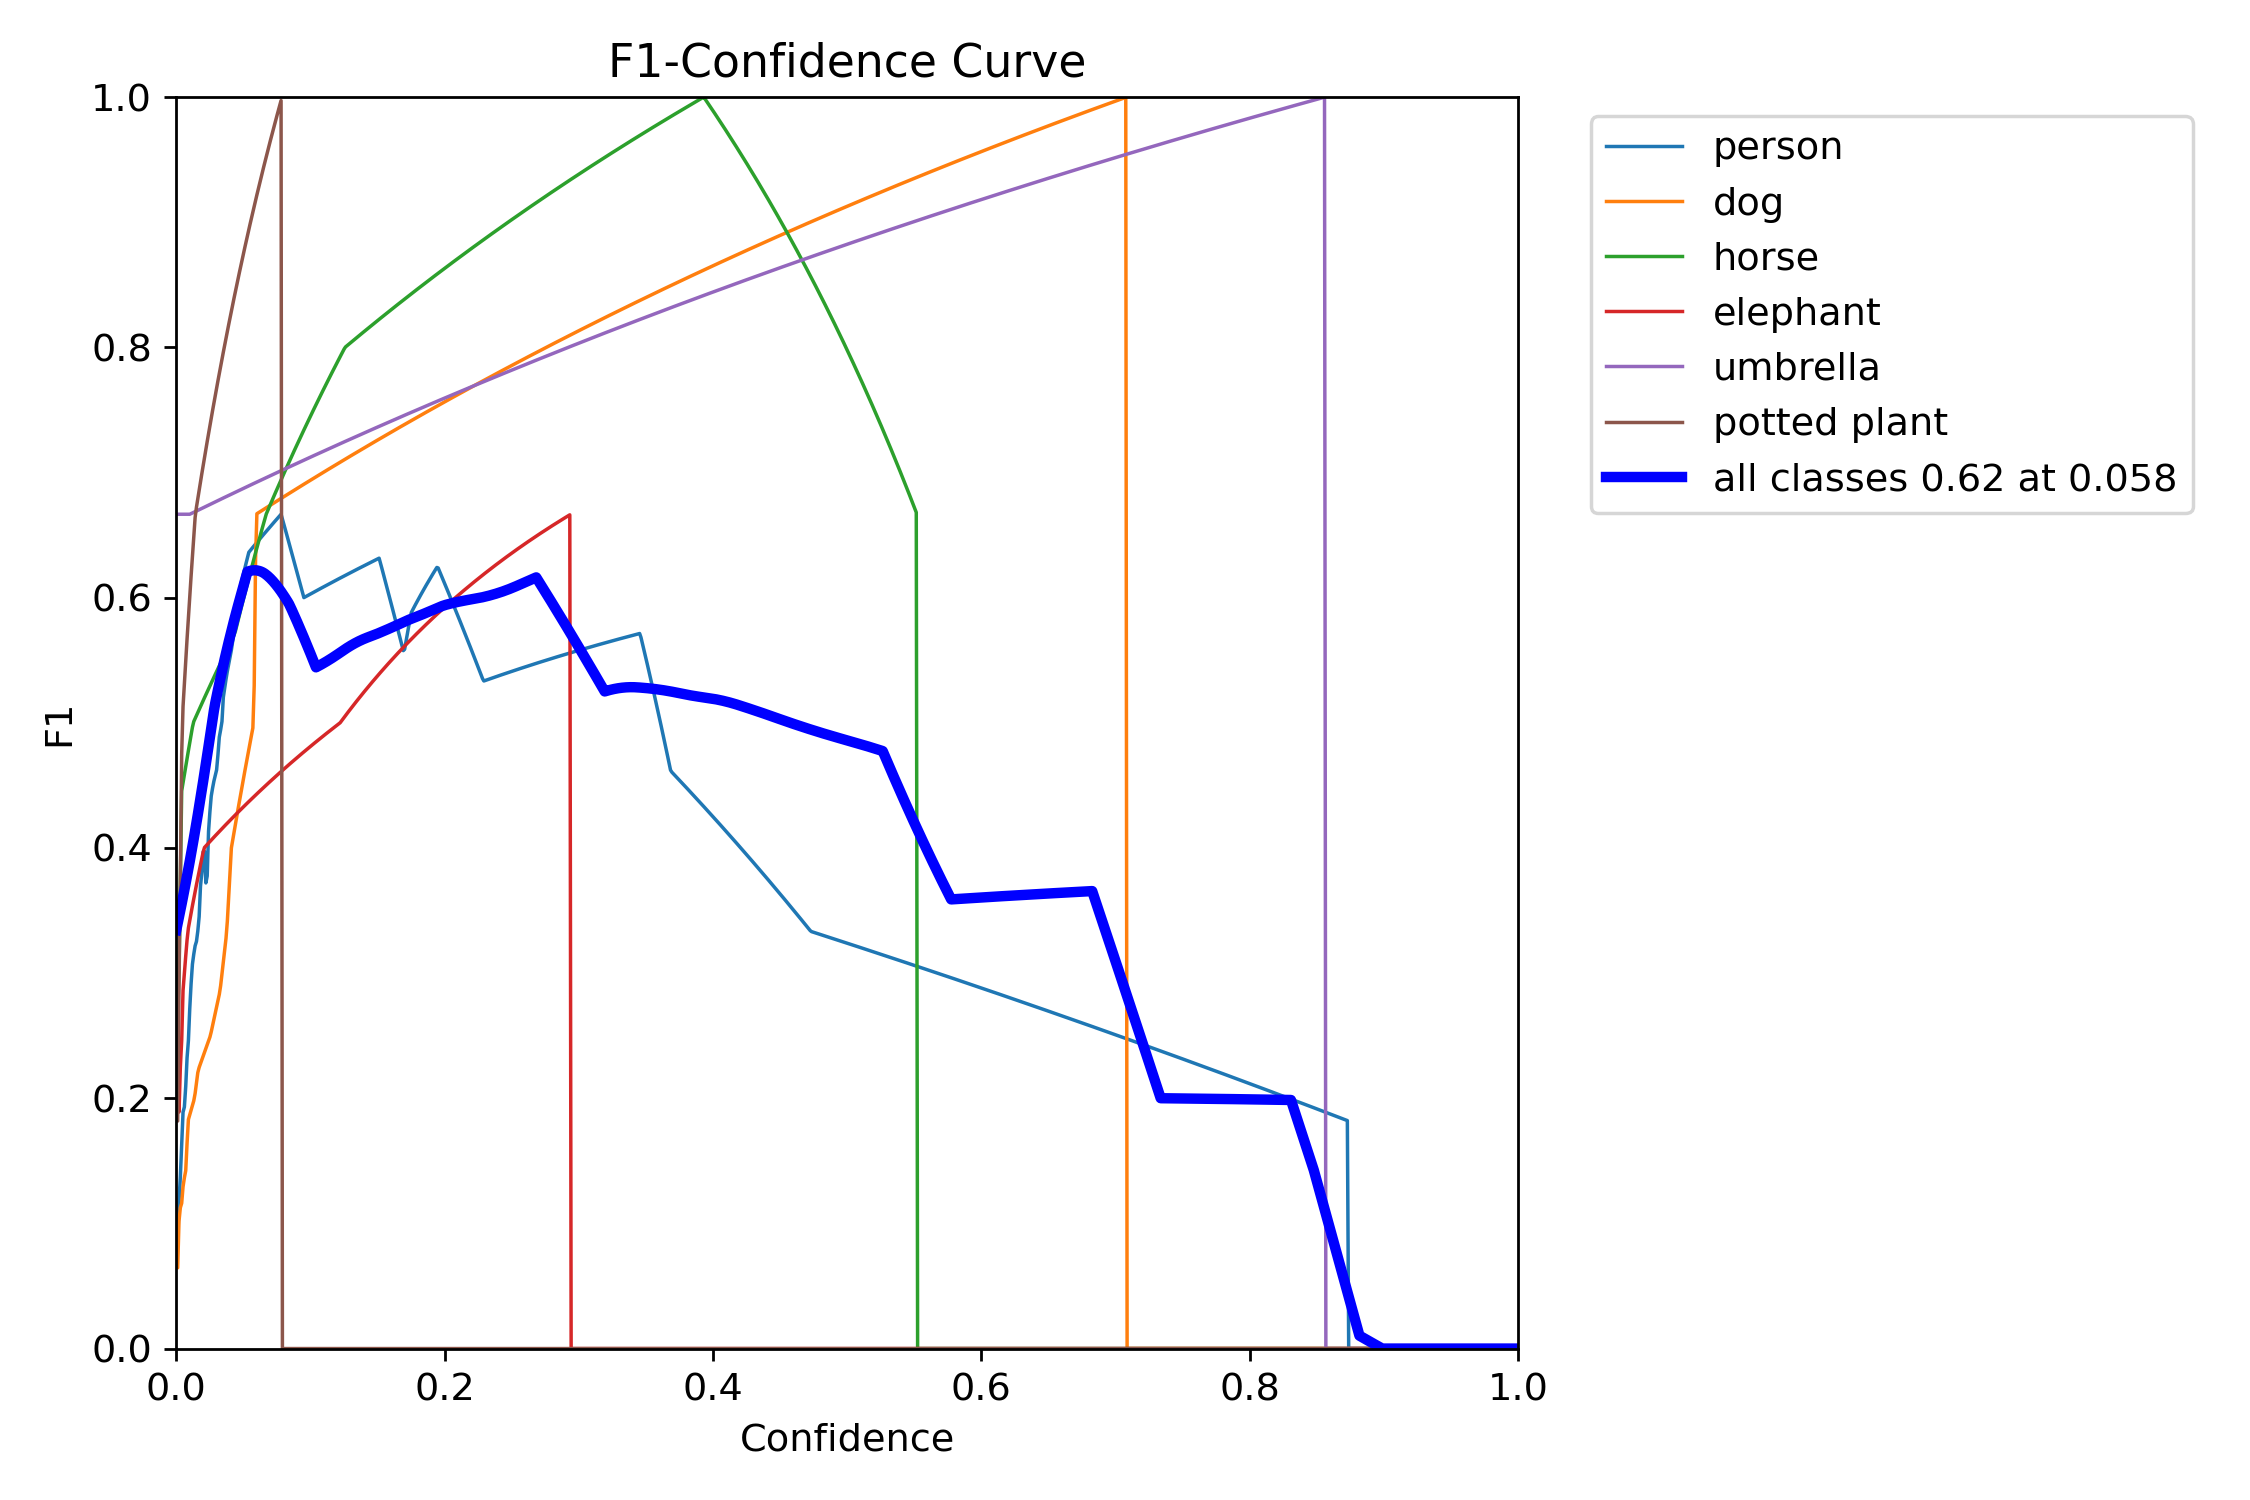 F1-Confidence Curve
1.0
0.8
0.6
0.4
0.2
0.0
F1
0.0 0.2 0.4 0.6 0.8 1.0
Confidence
person
dog
horse
elephant
umbrella
potted plant
all classes 0.62 at 0.058